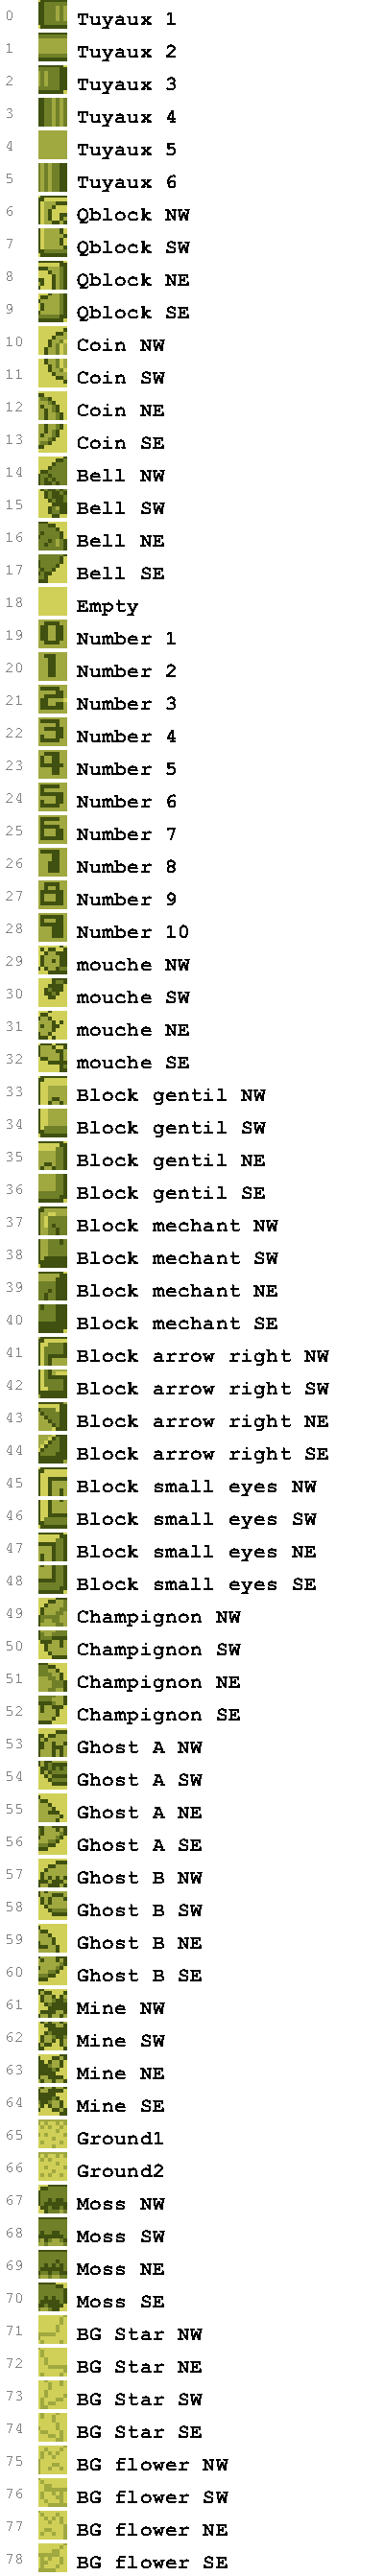 0 Tuyaux 1
1 Tuyaux 2
2 Tuyaux 3
3 Tuyaux 4
4 Tuyaux 5
5 Tuyaux 6
6 Qblock NW
7 Qblock SW
8 Qblock NE
9 Qblock SE
10 Coin NW
11 Coin SW
12 Coin NE
13 Coin SE
14 Bell NW
15 Bell SW
16 Bell NE
17 Bell SE
18 Empty
19 Number 1
20 Number 2
21 Number 3
22 Number 4
23 Number 5
24 Number 6
25 Number 7
26 Number 8
27 Number 9
28 Number 10
29 mouche NW
30 mouche SW
31 mouche NE
32 mouche SE
33 Block gentil NW
34 Block gentil SW
35 Block gentil NE
36 Block gentil SE
37 Block mechant NW
38 Block mechant SW
39 Block mechant NE
40 Block mechant SE
41 Block arrow right NW
42 Block arrow right SW
43 Block arrow right NE
44 Block arrow right SE
45 Block small eyes NW
46 Block small eyes SW
47 Block small eyes NE
48 Block small eyes SE
49 Champignon NW
50 Champignon SW
51 Champignon NE
52 Champignon SE
53 Ghost A NW
54 Ghost A SW
55 Ghost A NE
56 Ghost A SE
57 Ghost B NW
58 Ghost B SW
59 Ghost B NE
60 Ghost B SE
61 Mine NW
62 Mine SW
63 Mine NE
64 Mine SE
65 Ground1
66 Ground2
67 Moss NW
68 Moss SW
69 Moss NE
70 Moss SE
71 BG Star NW
72 BG Star NE
73 BG Star SW
74 BG Star SE
75 BG flower NW
76 BG flower SW
77 BG flower NE
78 BG flower SE